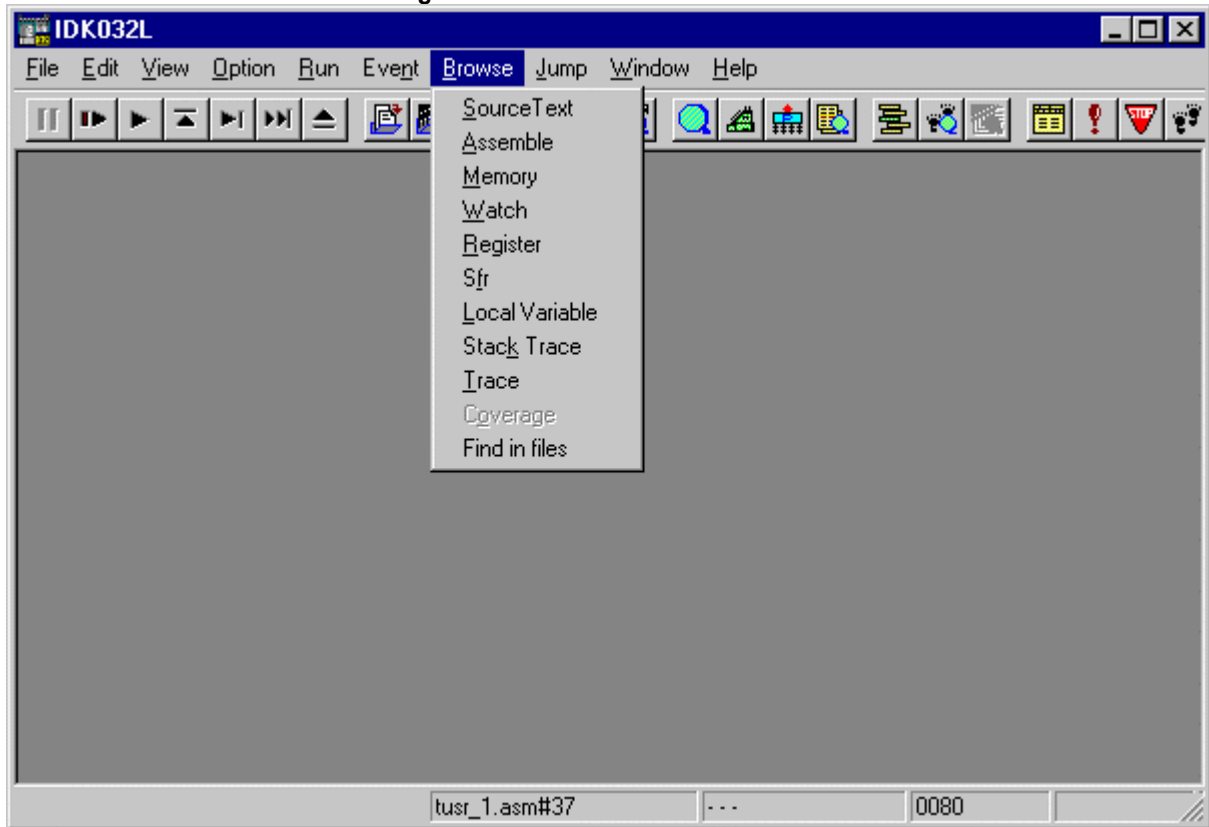 IDK032L
File Edit View Option Run Event Browse Jump Window Help
SourceText
Assemble
Memory
Watch
Register
Sfr
Local Variable
Stack Trace
Trace
Coverage
Find in files
tusr_1.asm#37 --- 0080